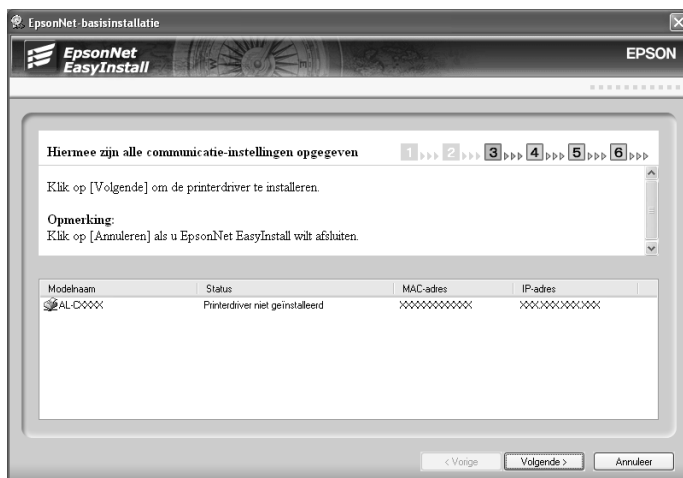 EpsonNet-basisinstallatie
EpsonNet
EasyInstall
EPSON
Hiermee zijn alle communicatie-instellingen opgegeven
1 2 3 4 5 6
Klik op [Volgende] om de printerdriver te installeren.
Opmerking:
Klik op [Annuleren] als u EpsonNet EasyInstall wilt afsluiten.
Modelnaam Status MAC-adres IP-adres
AL-CXXXX Printerdriver niet geïnstalleerd XXXXXXXXXXXX XXX.XXX.XXX.XXX
< Vorige Volgende > Annuleer